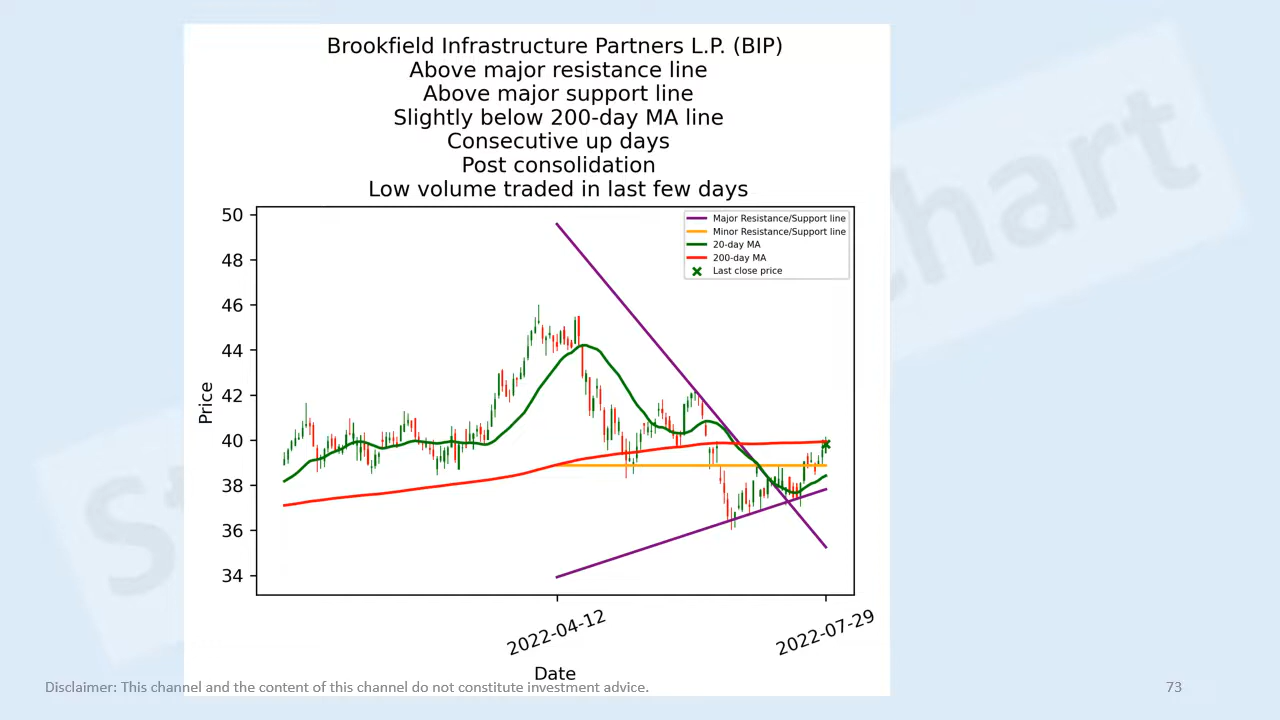 Brookfield Infrastructure Partners L.P. (BIP)
Above major resistance line
Above major support line
Slightly below 200-day MA line
Consecutive up days
Post consolidation
Low volume traded in last few days
50
48
46
44
42
40
38
36
34
Price
Major Resistance/Support line
Minor Resistance/Support line
20-day MA
200-day MA
Last close price
2022-04-12
2022-07-29
Date
Disclaimer: This channel and the content of this channel do not constitute investment advice.
73
chart